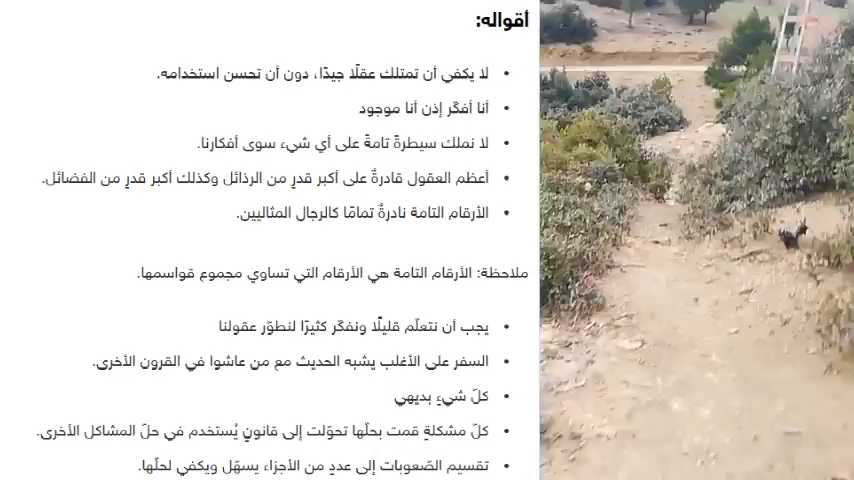 أقواله:
لا يكفي أن تمتلك عقلًا جيدًا، دون أن تحسن استخدامه.
أنا أفكّر إذن أنا موجود
لا نملك سيطرةً تامةً على أي شيء سوى أفكارنا.
أعظم العقول قادرةٌ على أكبر قدرٍ من الرذائل وكذلك أكبر قدرٍ من الفضائل.
الأرقام التامة نادرةٌ تمامًا كالرجال المثاليين.
ملاحظة: الأرقام التامة هي الأرقام التي تساوي مجموع قواسمها.
يجب أن نتعلّم قليلًا ونفكّر كثيرًا لنطوّر عقولنا
السفر على الأغلب يشبه الحديث مع من عاشوا في القرون الأخرى.
كلّ شيءٍ بديهي
كلّ مشكلةٍ قمت بحلّها تحوّلت إلى قانونٍ يُستخدم في حلّ المشاكل الأخرى.
تقسيم الصّعوبات إلى عددٍ من الأجزاء يسهّل ويكفي لحلّها.